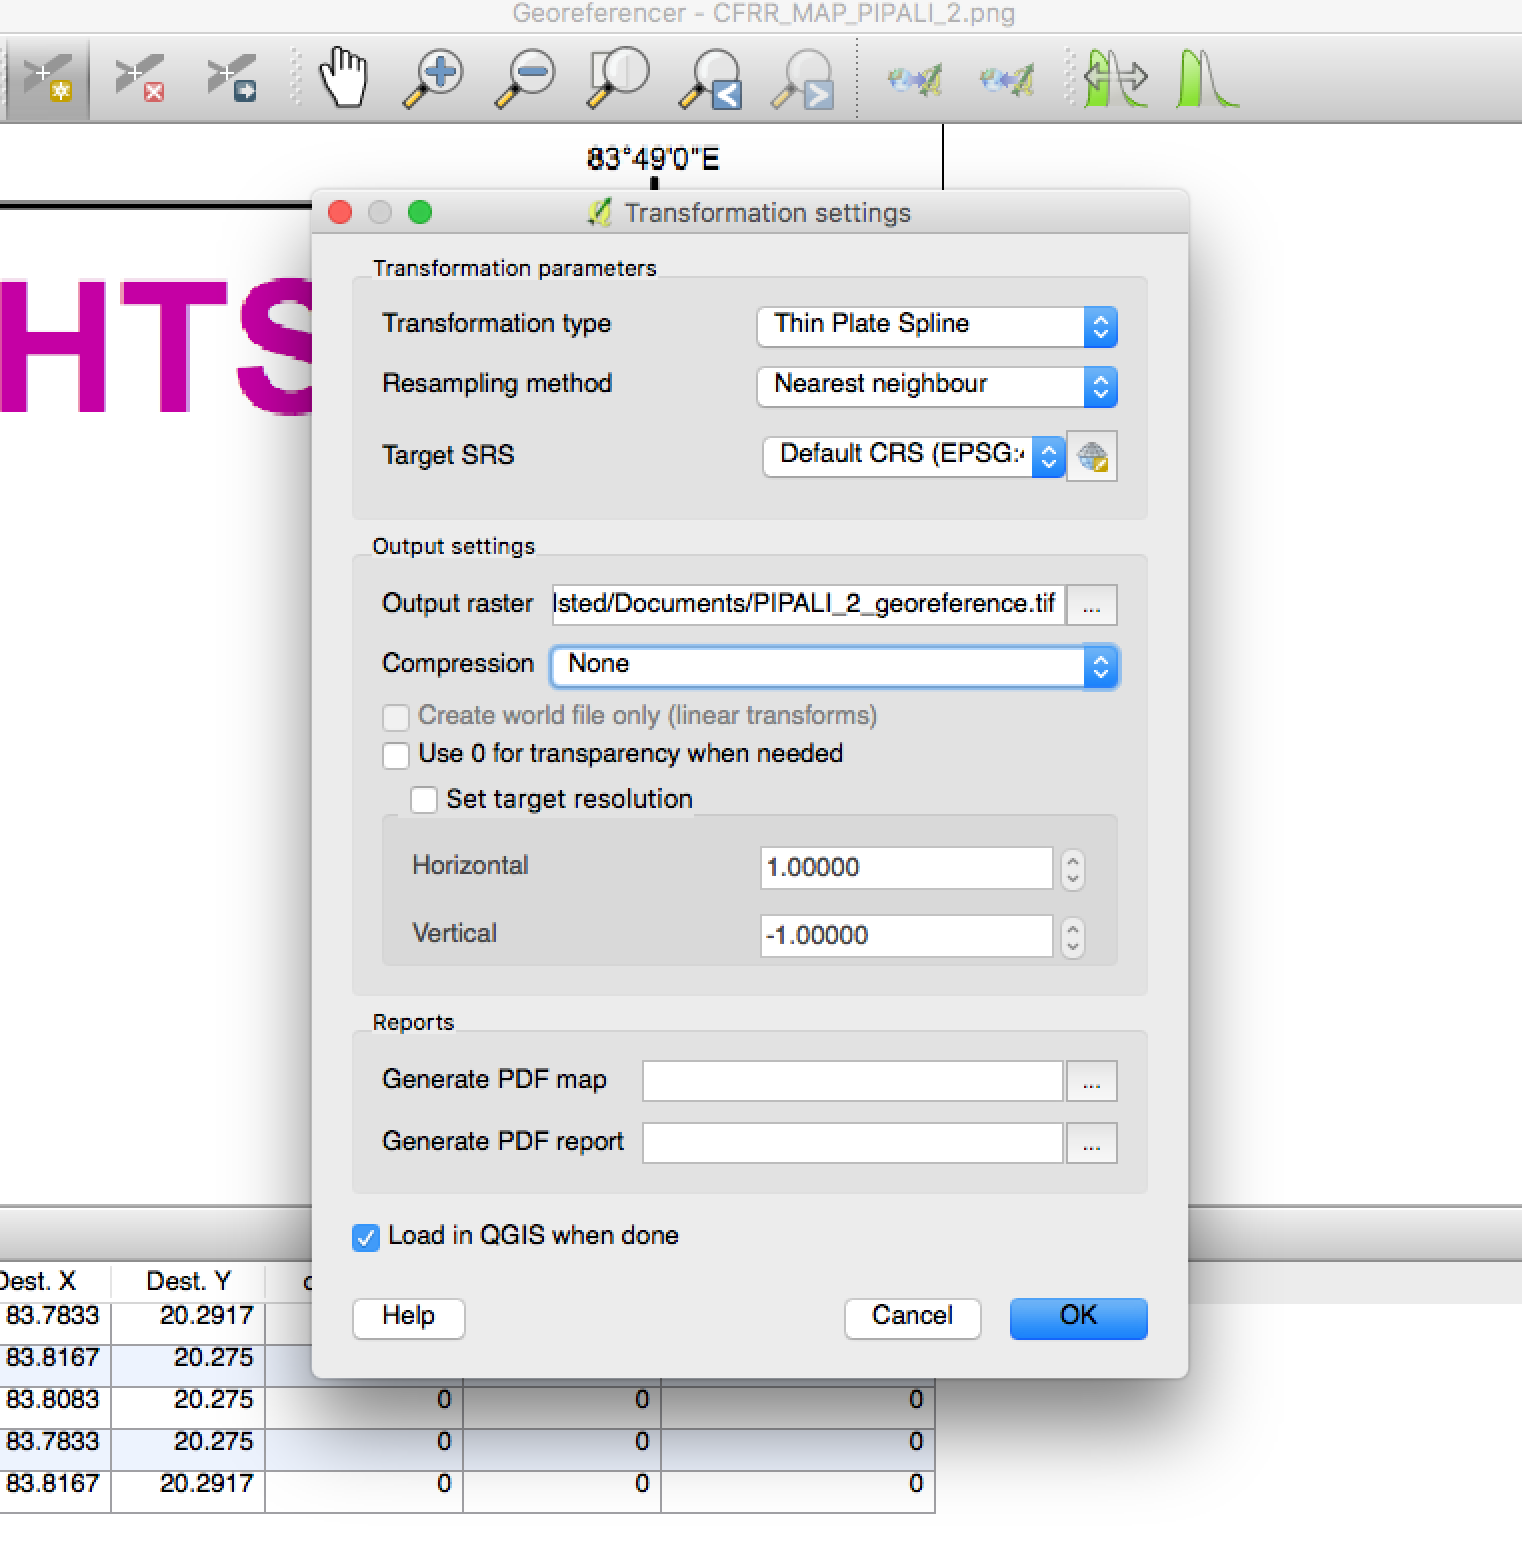 Georeferencer - CFRR_MAP_PIPALI_2.png
83°49'0"E
HTS
Transformation settings
Transformation parameters
Transformation type Thin Plate Spline
Resampling method Nearest neighbour
Target SRS Default CRS (EPSG:
Output settings
Output raster lsted/Documents/PIPALI_2_georeference.tif ...
Compression None
Create world file only (linear transforms)
Use 0 for transparency when needed
Set target resolution
Horizontal 1.00000
Vertical -1.00000
Reports
Generate PDF map ...
Generate PDF report ...
Load in QGIS when done
Help Cancel OK
Dest. X Dest. Y
83.7833 20.2917
83.8167 20.275
83.8083 20.275 0 0 0
83.7833 20.275 0 0 0
83.8167 20.2917 0 0 0